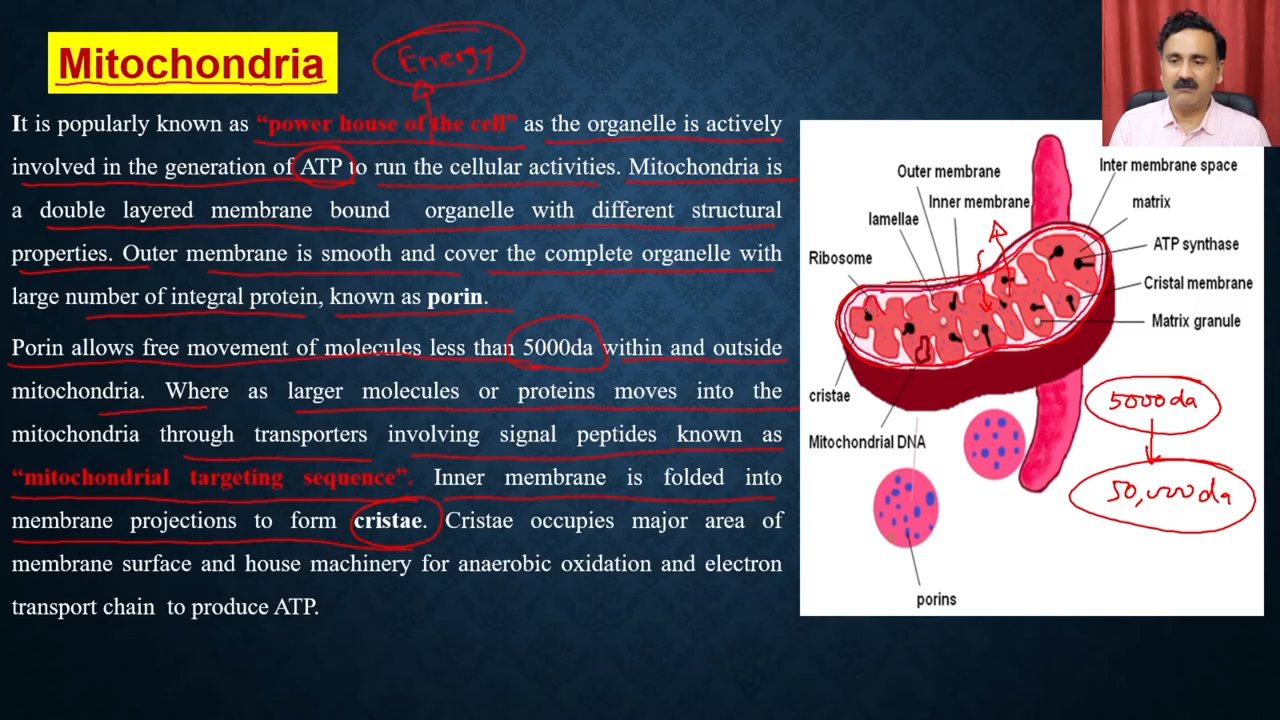 Mitochondria
Energy
It is popularly known as “power house of the cell” as the organelle is actively
involved in the generation of ATP to run the cellular activities. Mitochondria is
a double layered membrane bound organelle with different structural
properties. Outer membrane is smooth and cover the complete organelle with
large number of integral protein, known as porin.
Porin allows free movement of molecules less than 5000da within and outside
mitochondria. Where as larger molecules or proteins moves into the
mitochondria through transporters involving signal peptides known as
“mitochondrial targeting sequence”. Inner membrane is folded into
membrane projections to form cristae. Cristae occupies major area of
membrane surface and house machinery for anaerobic oxidation and electron
transport chain to produce ATP.
Outer membrane
Inner membrane
lamellae
Ribosome
Inter membrane space
matrix
ATP synthase
Cristal membrane
Matrix granule
cristae
Mitochondrial DNA
porins
5000da
50,000da